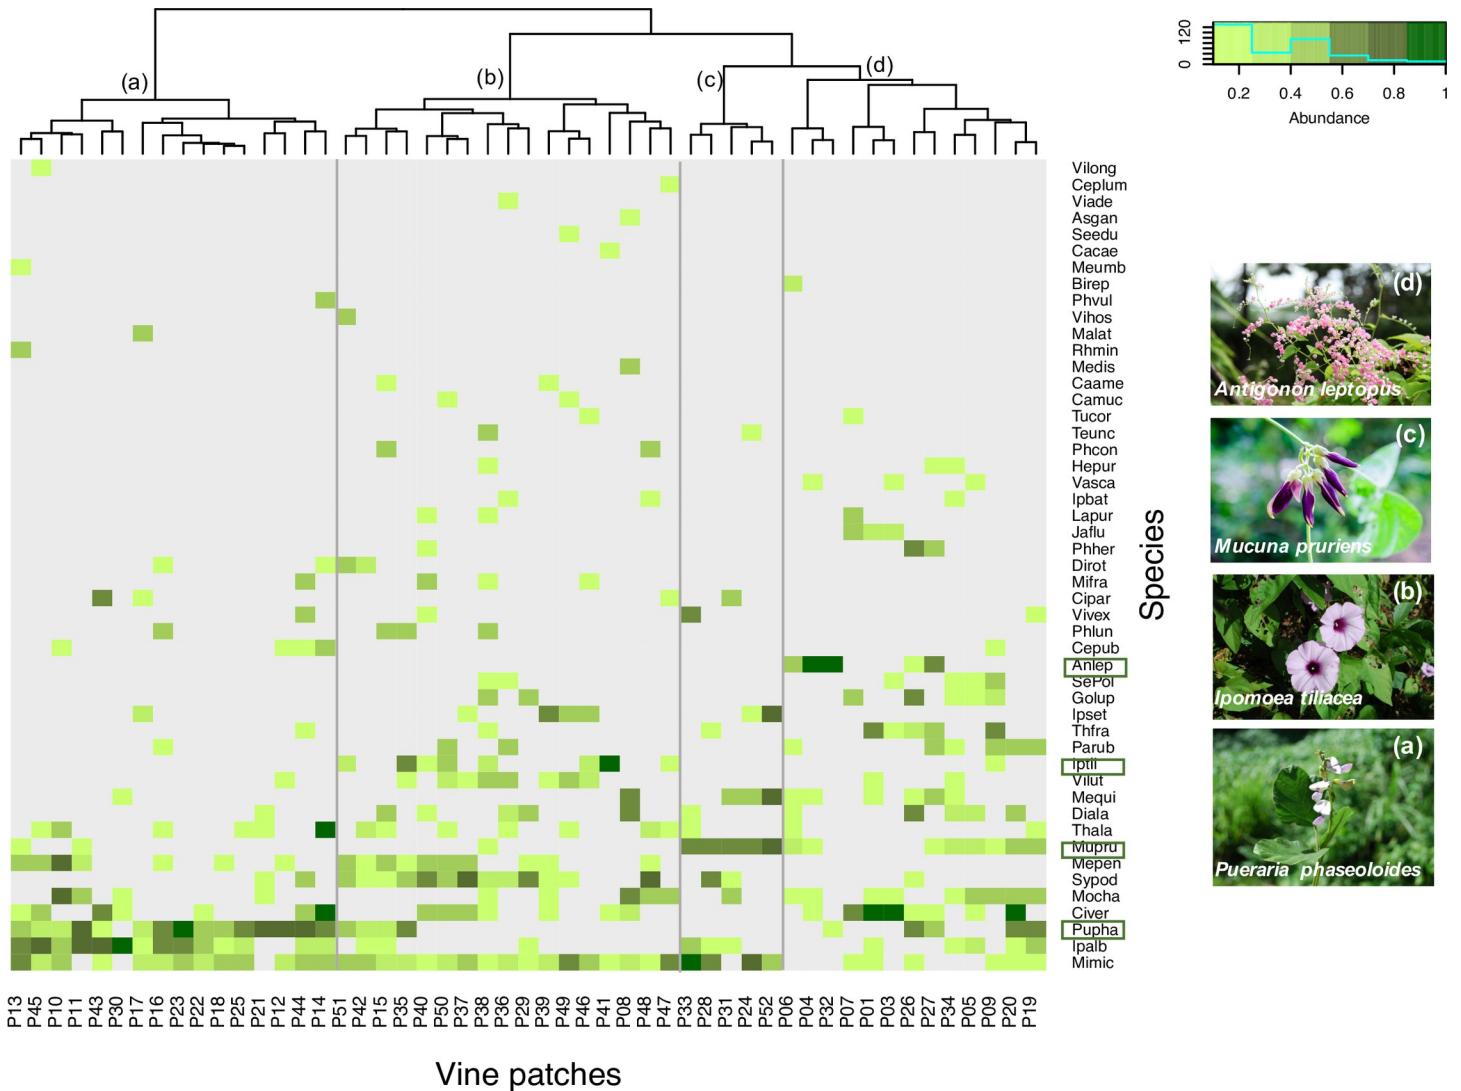 (a)
(b)
(c)
(d)
120
0
0.2 0.4 0.6 0.8 1
Abundance
Vilong
Ceplum
Viade
Asgan
Seedu
Cacae
Meumb
Birep
Phvul
Vihos
Malat
Rhmin
Medis
Caame
Camuc
Tucor
Teunc
Phcon
Hepur
Vasca
Ipbat
Lapur
Jaflu
Phher
Dirot
Mifra
Cipar
Vivex
Phlun
Cepub
Anlep
SePol
Golup
Ipset
Thfra
Parub
Iptil
Vilut
Mequi
Diala
Thala
Mupru
Mepen
Sypod
Mocha
Civer
Pupha
Ipalb
Mimic
Species
(d)
Antigonon leptopus
(c)
Mucuna pruriens
(b)
Ipomoea tiliacea
(a)
Pueraria phaseoloides
P13 P45 P10 P11 P43 P30 P17 P16 P23 P22 P18 P25 P21 P12 P44 P14 P51 P42 P15 P35 P40 P50 P37 P38 P36 P29 P39 P49 P46 P41 P08 P48 P47 P33 P28 P31 P24 P52 P06 P04 P32 P07 P01 P03 P26 P27 P34 P05 P09 P20 P19
Vine patches